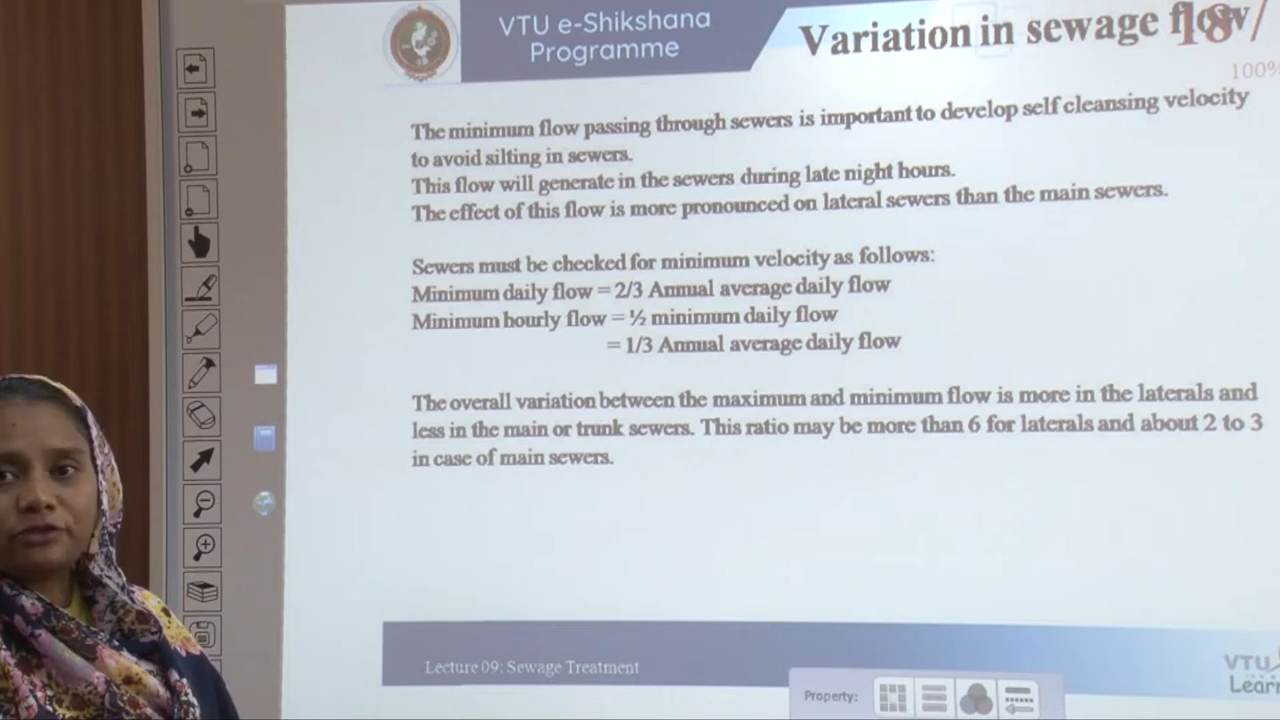 VTU e-Shikshana
Programme
Variation in sewage flow
18/
100%
The minimum flow passing through sewers is important to develop self cleansing velocity
to avoid silting in sewers.
This flow will generate in the sewers during late night hours.
The effect of this flow is more pronounced on lateral sewers than the main sewers.
Sewers must be checked for minimum velocity as follows:
Minimum daily flow = 2/3 Annual average daily flow
Minimum hourly flow = ½ minimum daily flow
= 1/3 Annual average daily flow
The overall variation between the maximum and minimum flow is more in the laterals and
less in the main or trunk sewers. This ratio may be more than 6 for laterals and about 2 to 3
in case of main sewers.
Lecture 09: Sewage Treatment
VTU
Learn
Property: